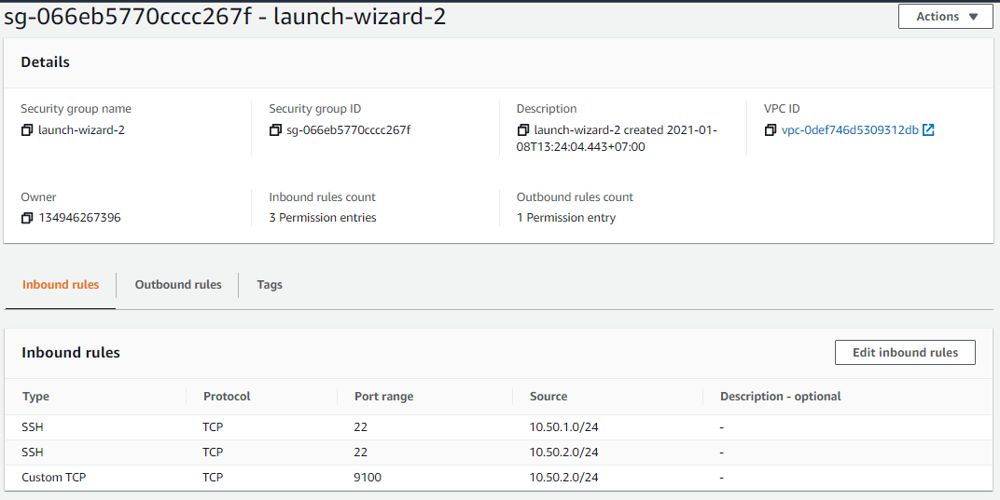 sg-066eb5770cccc267f - launch-wizard-2
Actions
Details
Security group name
Security group ID
Description
VPC ID
launch-wizard-2
sg-066eb5770cccc267f
launch-wizard-2 created 2021-01-
08T13:24:04.443+07:00
vpc-0def746d5309312db
Owner
Inbound rules count
Outbound rules count
134946267396
3 Permission entries
1 Permission entry
Inbound rules
Outbound rules
Tags
Inbound rules
Edit inbound rules
Type Protocol Port range Source Description - optional
SSH TCP 22 10.50.1.0/24 -
SSH TCP 22 10.50.2.0/24 -
Custom TCP TCP 9100 10.50.2.0/24 -